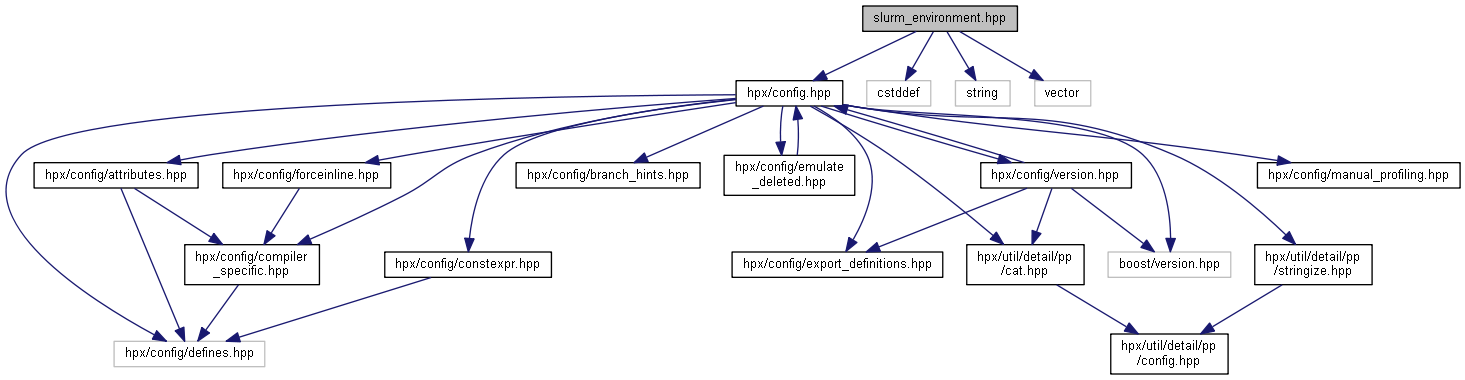 slurm_environment.hpp
hpx/config.hpp
cstddef
string
vector
hpx/config/attributes.hpp
hpx/config/forceinline.hpp
hpx/config/branch_hints.hpp
hpx/config/emulate
_deleted.hpp
hpx/config/version.hpp
hpx/config/manual_profiling.hpp
hpx/config/compiler
_specific.hpp
hpx/config/constexpr.hpp
hpx/config/export_definitions.hpp
hpx/util/detail/pp
/cat.hpp
boost/version.hpp
hpx/util/detail/pp
/stringize.hpp
hpx/config/defines.hpp
hpx/util/detail/pp
/config.hpp